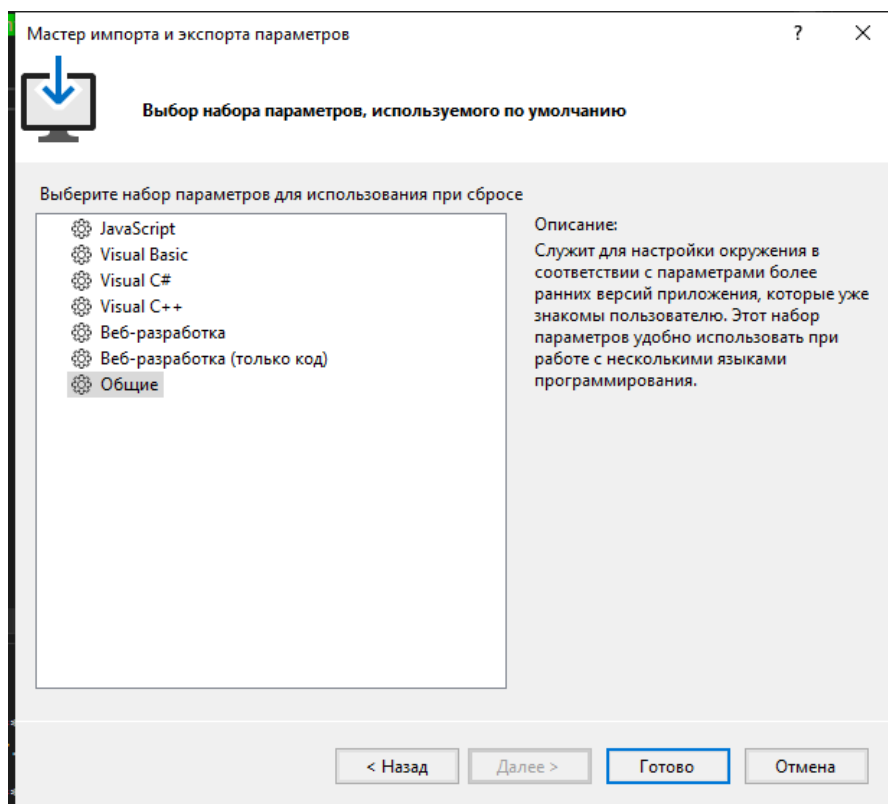 Мастер импорта и экспорта параметров
?
Выбор набора параметров, используемого по умолчанию
Выберите набор параметров для использования при сбросе
JavaScript
Visual Basic
Visual C#
Visual C++
Веб-разработка
Веб-разработка (только код)
Общие
Описание:
Служит для настройки окружения в
соответствии с параметрами более
ранних версий приложения, которые уже
знакомы пользователю. Этот набор
параметров удобно использовать при
работе с несколькими языками
программирования.
< Назад
Далее >
Готово
Отмена